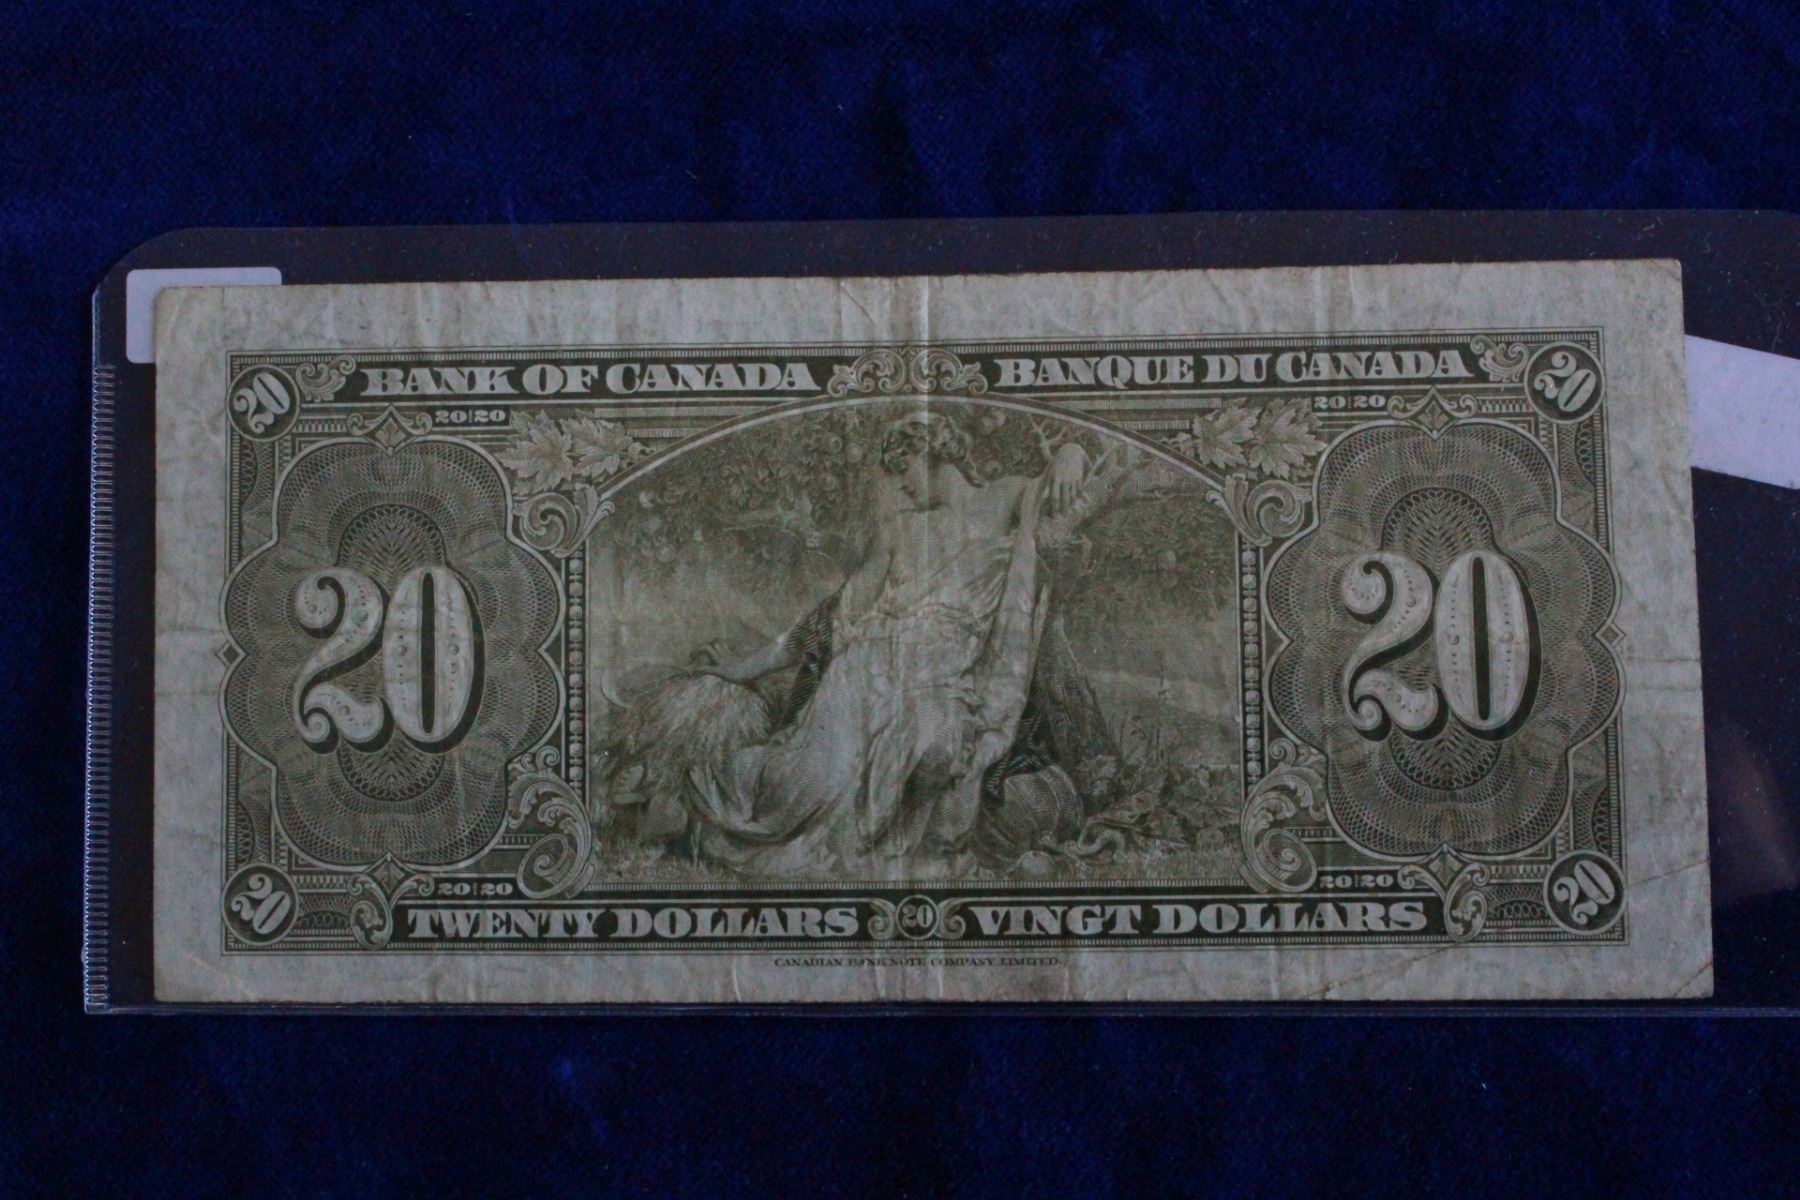 20 BANK OF CANADA BANQUE DU CANADA 20
20 20 20 20
20 20
20 20 20 20
20 TWENTY DOLLARS 20 VINGT DOLLARS 20
CANADIAN BANK NOTE COMPANY LIMITED.